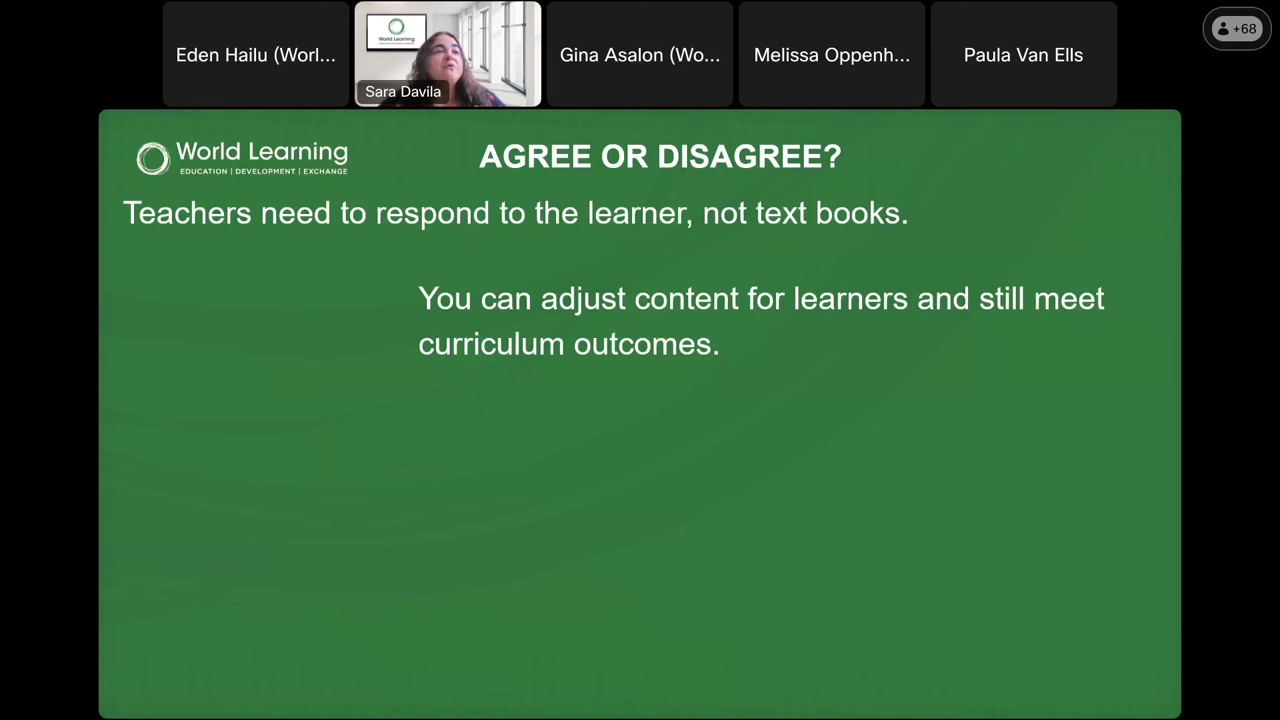 Eden Hailu (Worl...
Sara Davila
Gina Asalon (Wo...
Melissa Oppenh...
Paula Van Ells
+68
World Learning
World Learning
EDUCATION | DEVELOPMENT | EXCHANGE
AGREE OR DISAGREE?
Teachers need to respond to the learner, not text books.
You can adjust content for learners and still meet
curriculum outcomes.